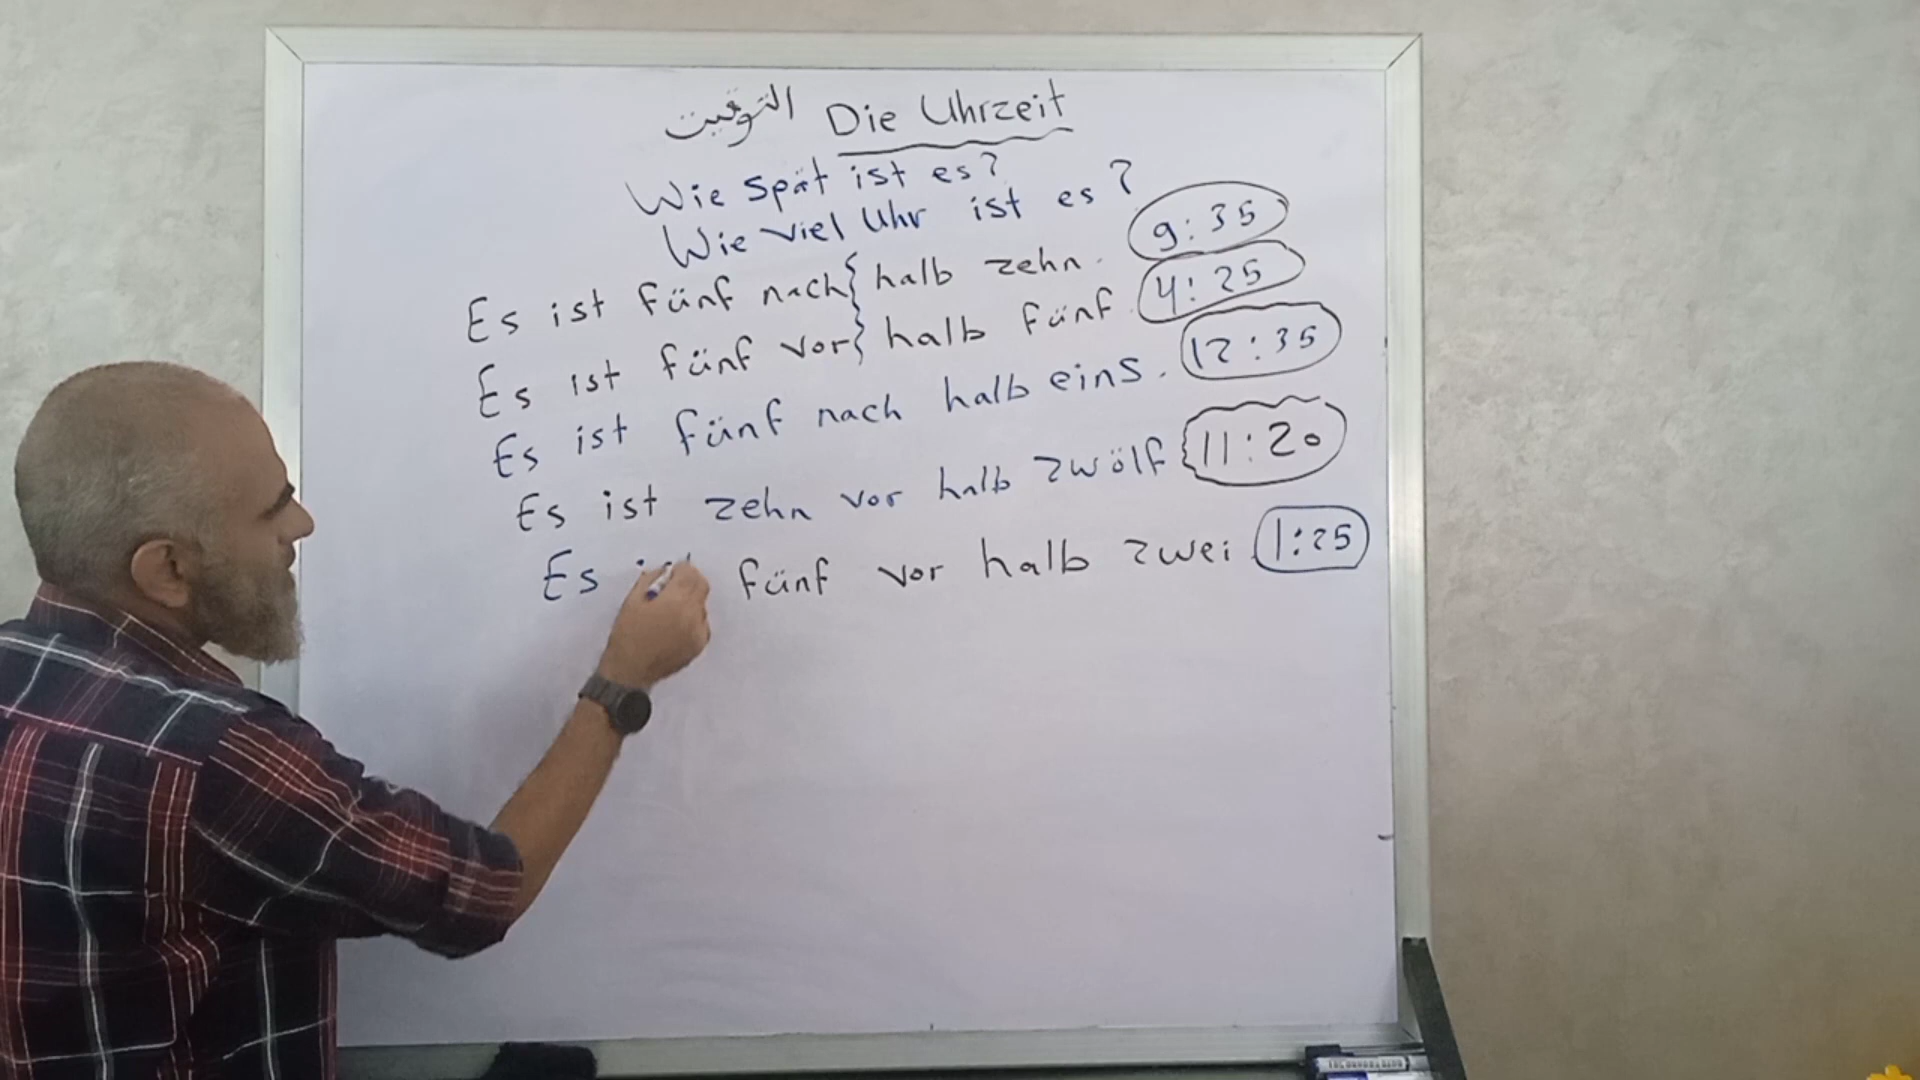 التوقيت Die Uhrzeit
Wie spät ist es?
Wie viel Uhr ist es?
Es ist fünf nach halb zehn. 9:35
Es ist fünf vor halb fünf. 4:25
Es ist fünf nach halb eins. 12:35
Es ist zehn vor halb zwölf 11:20
Es fünf vor halb zwei. 1:25